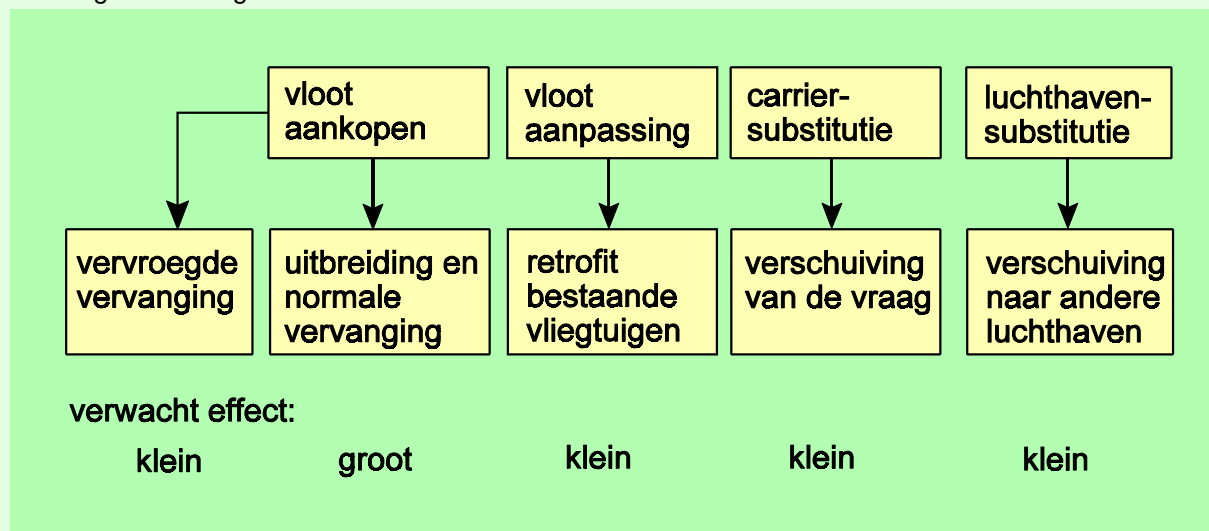 vloot
aankopen
vloot
aanpassing
carrier-
substitutie
luchthaven-
substitutie
vervroegde
vervanging
uitbreiding en
normale
vervanging
retrofit
bestaande
vliegtuigen
verschuiving
van de vraag
verschuiving
naar andere
luchthaven
verwacht effect:
klein
groot
klein
klein
klein